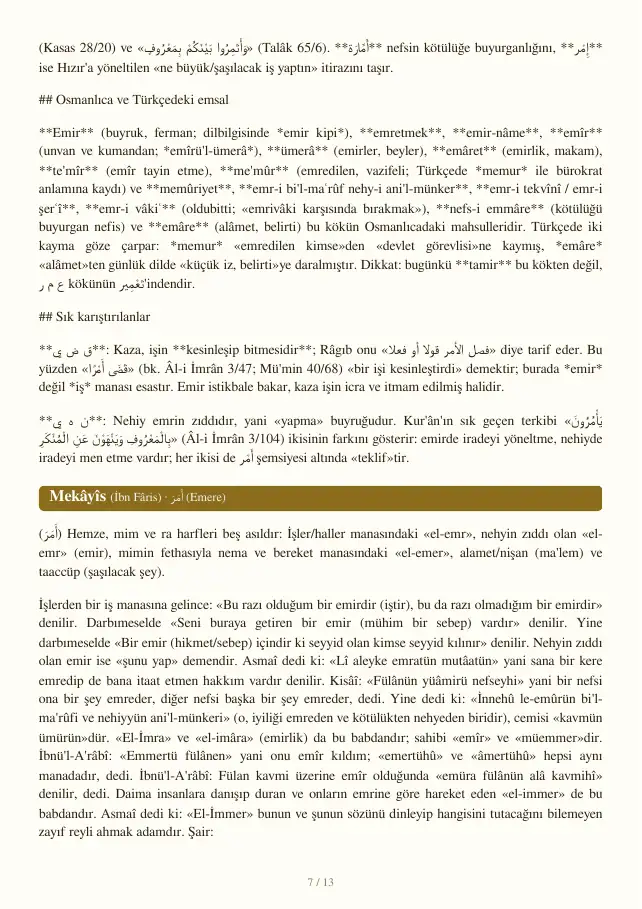 (Kasas 28/20) ve «وَأْتَمِرُوا بَيْنَكُمْ بِمَعْرُوفٍ» (Talâk 65/6). **أَمَّارَة** nefsin kötülüğe buyurganlığını, **إِمْر**
ise Hızır'a yöneltilen «ne büyük/şaşılacak iş yaptın» itirazını taşır.
## Osmanlıca ve Türkçedeki emsal
**Emir** (buyruk, ferman; dilbilgisinde *emir kipi*), **emretmek**, **emir-nâme**, **emîr**
(unvan ve kumandan; *emîrü'l-ümerâ*), **ümerâ** (emirler, beyler), **emâret** (emirlik, makam),
**te'mîr** (emîr tayin etme), **me'mûr** (emredilen, vazifeli; Türkçede *memur* ile bürokrat
anlamına kaydı) ve **memûriyet**, **emr-i bi'l-maʿrûf nehy-i ani'l-münker**, **emr-i tekvînî / emr-i
şerʿî**, **emr-i vâkiʿ** (oldubitti; «emrivâki karşısında bırakmak»), **nefs-i emmâre** (kötülüğü
buyurgan nefis) ve **emâre** (alâmet, belirti) bu kökün Osmanlıcadaki mahsulleridir. Türkçede iki
kayma göze çarpar: *memur* «emredilen kimse»den «devlet görevlisi»ne kaymış, *emâre*
«alâmet»ten günlük dilde «küçük iz, belirti»ye daralmıştır. Dikkat: bugünkü **tamir** bu kökten değil,
ع م ر kökünün تَعْمِير'indendir.
## Sık karıştırılanlar
**ق ض ي**: Kaza, işin **kesinleşip bitmesidir**; Râgıb onu «فصل الأمر قولا أو فعلا» diye tarif eder. Bu
yüzden «قَضَى أَمْرًا» (bk. Âl-i İmrân 3/47; Mü'min 40/68) «bir işi kesinleştirdi» demektir; burada *emir*
değil *iş* manası esastır. Emir istikbale bakar, kaza işin icra ve itmam edilmiş halidir.
**ن ه ي**: Nehiy emrin zıddıdır, yani «yapma» buyruğudur. Kur'ân'ın sık geçen terkibi «يَأْمُرُونَ
بِالْمَعْرُوفِ وَيَنْهَوْنَ عَنِ الْمُنْكَرِ» (Âl-i İmrân 3/104) ikisinin farkını gösterir: emirde iradeyi yöneltme, nehiyde
iradeyi men etme vardır; her ikisi de أَمْر şemsiyesi altında «teklif»tir.
Mekâyîs (İbn Fâris) · أَمَرَ (Emere)
(أَمَرَ) Hemze, mim ve ra harfleri beş asıldır: İşler/haller manasındaki «el-emr», nehyin zıddı olan «el-
emr» (emir), mimin fethasıyla nema ve bereket manasındaki «el-emer», alamet/nişan (ma'lem) ve
taaccüp (şaşılacak şey).
İşlerden bir iş manasına gelince: «Bu razı olduğum bir emirdir (iştir), bu da razı olmadığım bir emirdir»
denilir. Darbımeselde «Seni buraya getiren bir emir (mühim bir sebep) vardır» denilir. Yine
darbımeselde «Bir emir (hikmet/sebep) içindir ki seyyid olan kimse seyyid kılınır» denilir. Nehyin zıddı
olan emir ise «şunu yap» demendir. Asmaî dedi ki: «Lî aleyke emratün mutâatün» yani sana bir kere
emredip de bana itaat etmen hakkım vardır denilir. Kisâî: «Fülânün yüâmirü nefseyhi» yani bir nefsi
ona bir şey emreder, diğer nefsi başka bir şey emreder, dedi. Yine dedi ki: «İnnehû le-emûrün bi'l-
ma'rûfi ve nehiyyün ani'l-münkeri» (o, iyiliği emreden ve kötülükten nehyeden biridir), cemisi «kavmün
ümürün»dür. «El-İmra» ve «el-imâra» (emirlik) da bu babdandır; sahibi «emîr» ve «müemmer»dir.
İbnü'l-A'râbî: «Emmertü fülânen» yani onu emîr kıldım; «emertühû» ve «âmertühû» hepsi aynı
manadadır, dedi. İbnü'l-A'râbî: Fülan kavmi üzerine emîr olduğunda «emüra fülânün alâ kavmihî»
denilir, dedi. Daima insanlara danışıp duran ve onların emrine göre hareket eden «el-immer» de bu
babdandır. Asmaî dedi ki: «El-İmmer» bunun ve şunun sözünü dinleyip hangisini tutacağını bilemeyen
zayıf reyli ahmak adamdır. Şair:
7 / 13